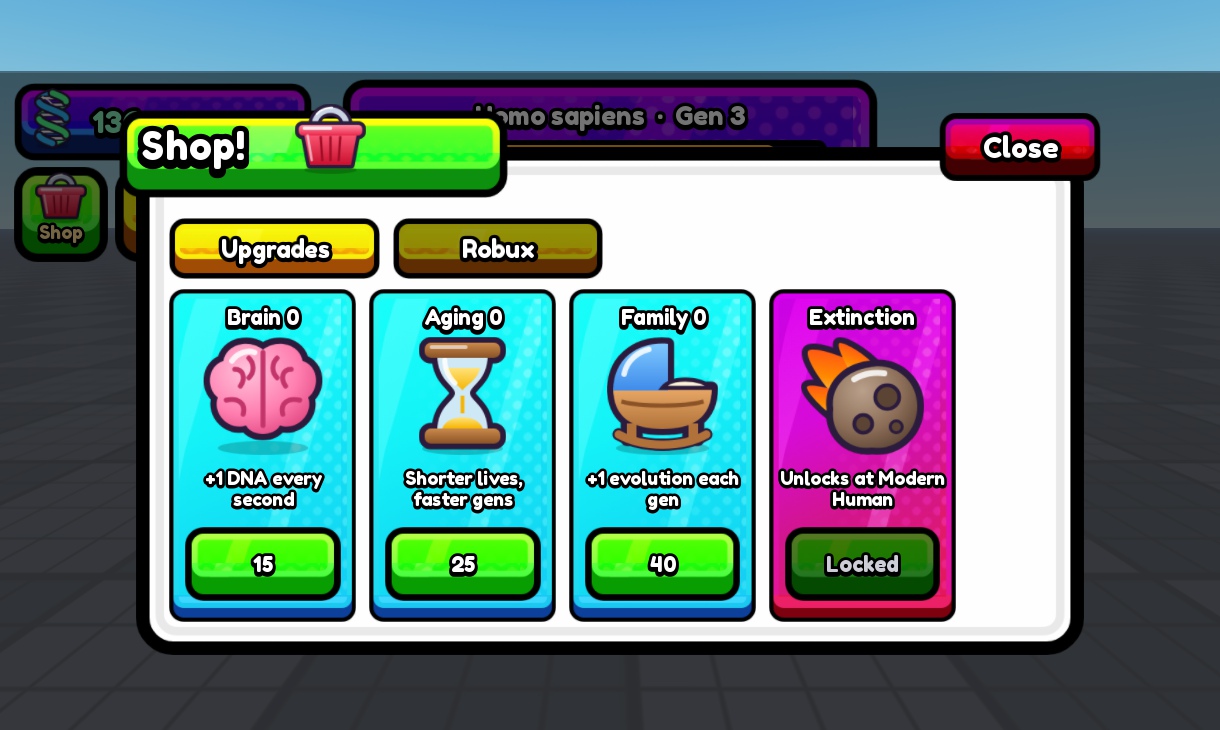 Homo sapiens · Gen 3
Shop!
Close
Shop
Upgrades
Robux
Brain 0
+1 DNA every
second
15
Aging 0
Shorter lives,
faster gens
25
Family 0
+1 evolution each
gen
40
Extinction
Unlocks at Modern
Human
Locked